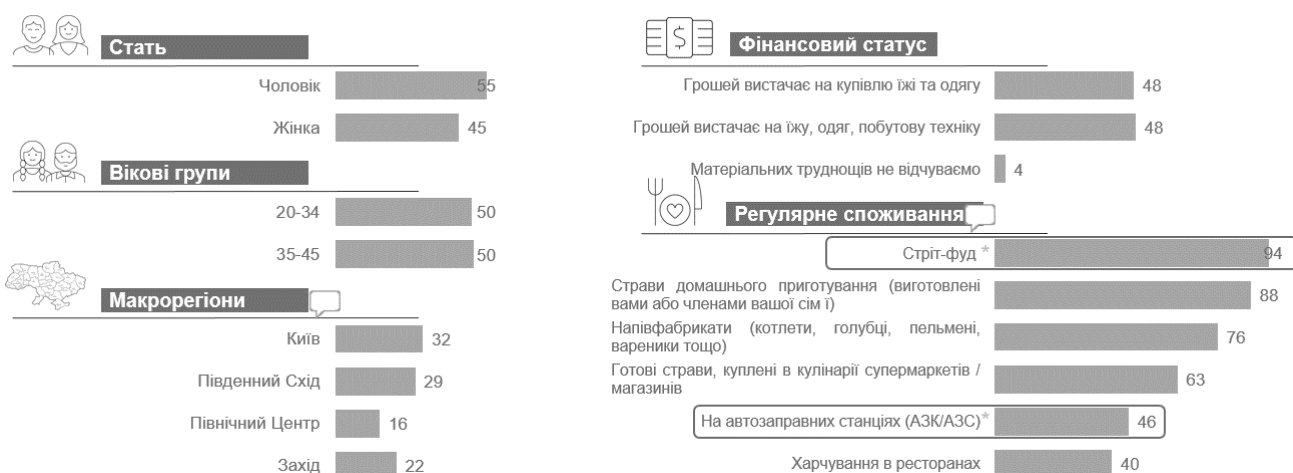 Стать
Чоловік 55
Жінка 45
Вікові групи
20-34 50
35-45 50
Макрорегіони
Київ 32
Південний Схід 29
Північний Центр 16
Захід 22
$
Фінансовий статус
Грошей вистачає на купівлю їжі та одягу 48
Грошей вистачає на їжу, одяг, побутову техніку 48
Матеріальних труднощів не відчуваємо 4
Регулярне споживання
Стріт-фуд * 94
Страви домашнього приготування (виготовлені
вами або членами вашої сім ї) 88
Напівфабрикати (котлети, голубці, пельмені,
вареники тощо) 76
Готові страви, куплені в кулінарії супермаркетів /
магазинів 63
На автозаправних станціях (АЗК/АЗС)* 46
Харчування в ресторанах 40